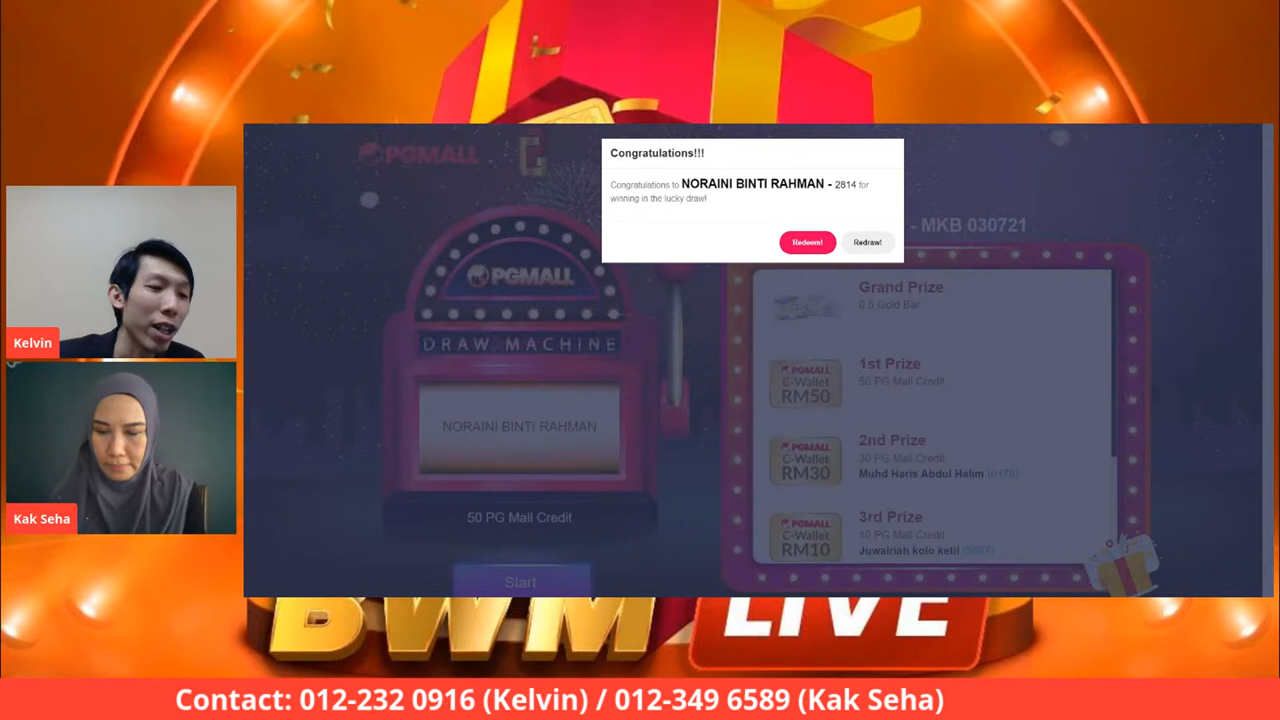 PGMALL
Congratulations!!!
Congratulations to NORAINI BINTI RAHMAN - 2814 for
winning in the lucky draw!
Redeem!
Redraw!
- MKB 030721
PGMALL
DRAW MACHINE
NORAINI BINTI RAHMAN
50 PG Mall Credit
Start
Grand Prize
0.5 Gold Bar
PGMALL
C-Wallet
RM50
1st Prize
50 PG Mall Credit
PGMALL
C-Wallet
RM30
2nd Prize
30 PG Mall Credit
Muhd Haris Abdul Halim
PGMALL
C-Wallet
RM10
3rd Prize
10 PG Mall Credit
Juwairiah kolo ketil
Kelvin
Kak Seha
BWM LIVE
Contact: 012-232 0916 (Kelvin) / 012-349 6589 (Kak Seha)